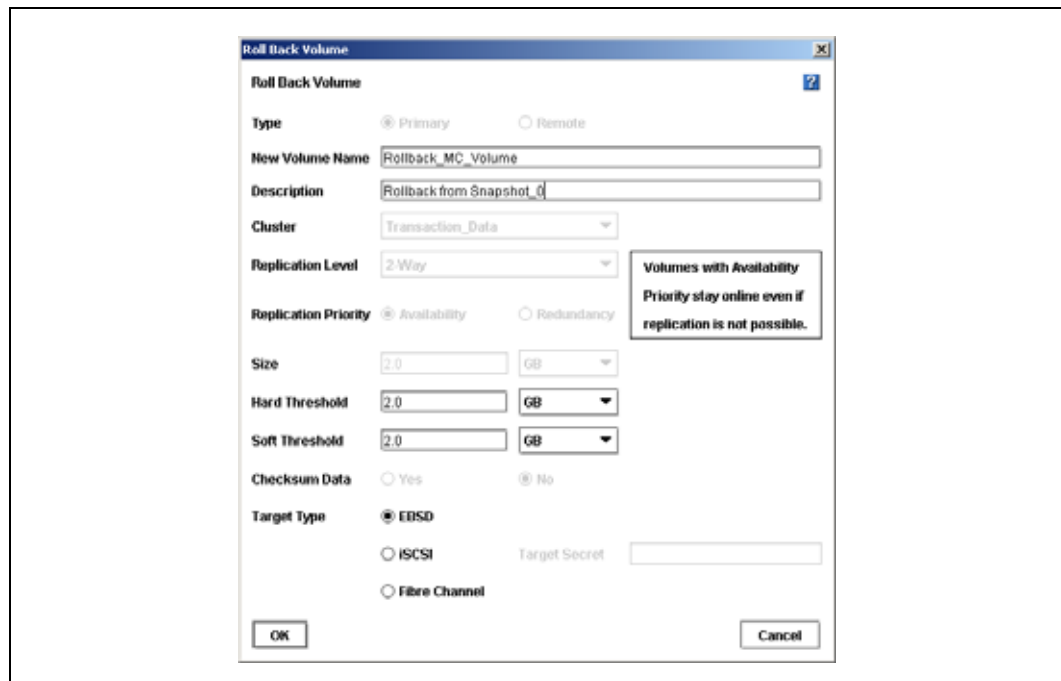 Roll Back Volume
Roll Back Volume
?
Type Primary Remote
New Volume Name Rollback_MC_Volume
Description Rollback from Snapshot_0
Cluster Transaction_Data
Replication Level 2-Way
Volumes with Availability
Priority stay online even if
replication is not possible.
Replication Priority Availability Redundancy
Size 2.0 GB
Hard Threshold 2.0 GB
Soft Threshold 2.0 GB
Checksum Data Yes No
Target Type EBSD
iSCSI Target Secret
Fibre Channel
OK Cancel